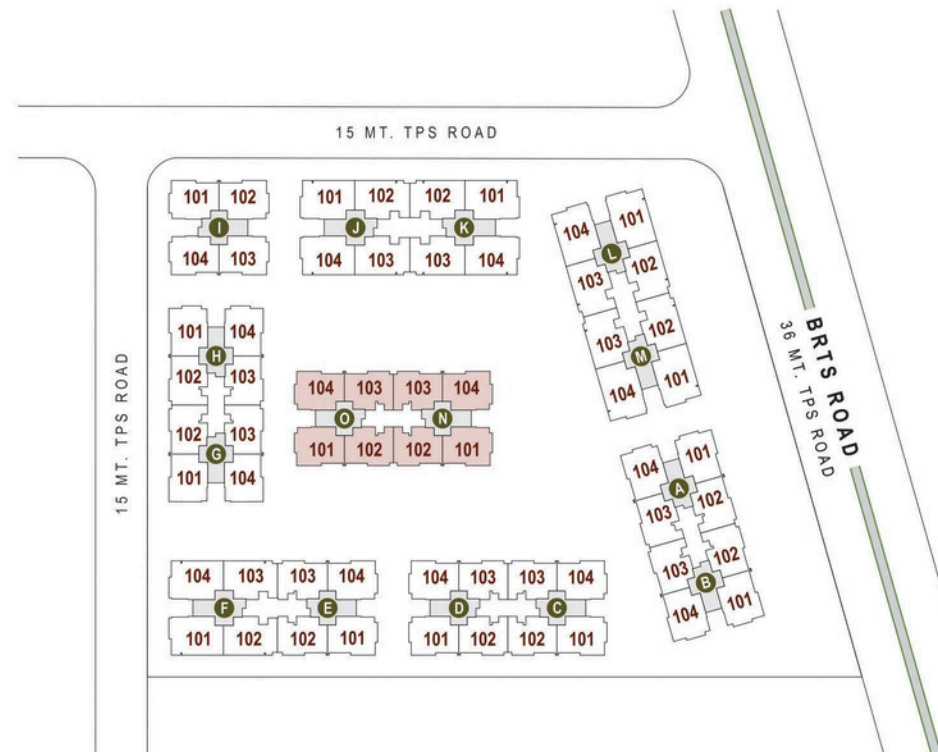 15 MT. TPS ROAD
101 102
I
104 103
101 102 102 101
J K
104 103 103 104
104 101
L
103 102
103 102
M
104 101
101 104
H
102 103
102 103
G
101 104
15 MT. TPS ROAD
104 103 103 104
O N
101 102 102 101
BRTS ROAD
36 MT. TPS ROAD
104 101
A
103 102
103 102
B
104 101
104 103 103 104
F E
101 102 102 101
104 103 103 104
D C
101 102 102 101